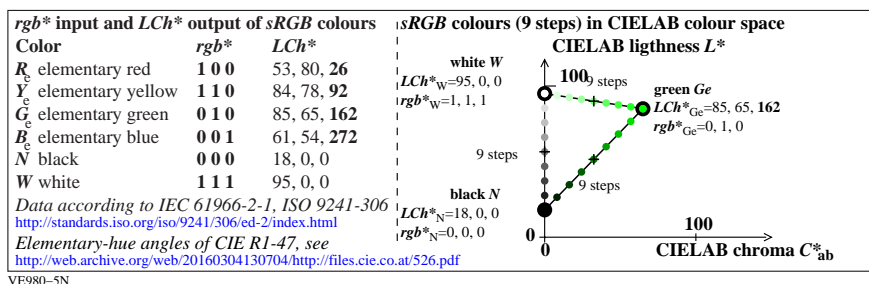 rgb* input and LCh* output of sRGB colours
Color rgb* LCh*
Re elementary red 1 0 0 53, 80, 26
Ye elementary yellow 1 1 0 84, 78, 92
Ge elementary green 0 1 0 85, 65, 162
Be elementary blue 0 0 1 61, 54, 272
N black 0 0 0 18, 0, 0
W white 1 1 1 95, 0, 0
Data according to IEC 61966-2-1, ISO 9241-306
http://standards.iso.org/iso/9241/306/ed-2/index.html
Elementary-hue angles of CIE R1-47, see
http://web.archive.org/web/20160304130704/http://files.cie.co.at/526.pdf
sRGB colours (9 steps) in CIELAB colour space
CIELAB ligthness L*
white W
LCh*W=95, 0, 0
rgb*W=1, 1, 1
100
9 steps
green Ge
LCh*Ge=85, 65, 162
rgb*Ge=0, 1, 0
9 steps
9 steps
black N
LCh*N=18, 0, 0
rgb*N=0, 0, 0
0
0
100
CIELAB chroma C*ab
VE980-5N